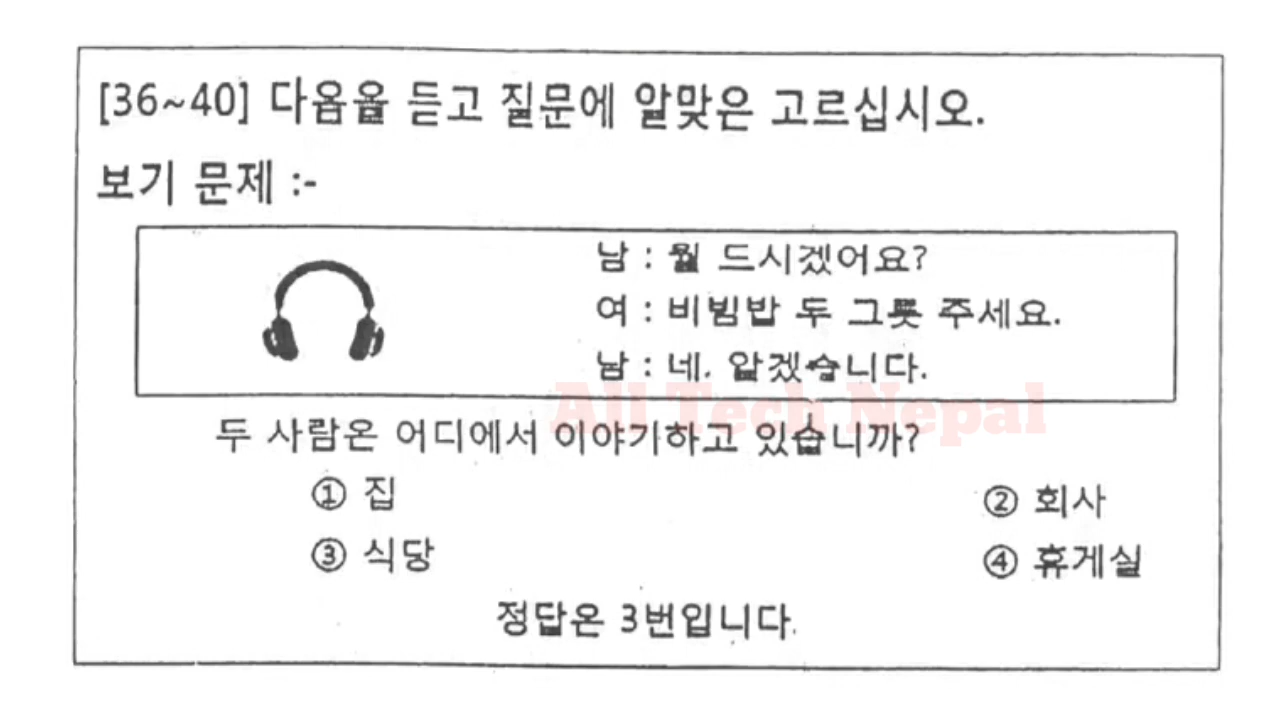 [36~40] 다음을 듣고 질문에 알맞은 고르십시오.
보기 문제 :-
남 : 뭘 드시겠어요?
여 : 비빔밥 두 그릇 주세요.
남 : 네. 알겠습니다.
All Tech Nepal
두 사람은 어디에서 이야기하고 있습니까?
① 집 ② 회사
③ 식당 ④ 휴게실
정답은 3번입니다.